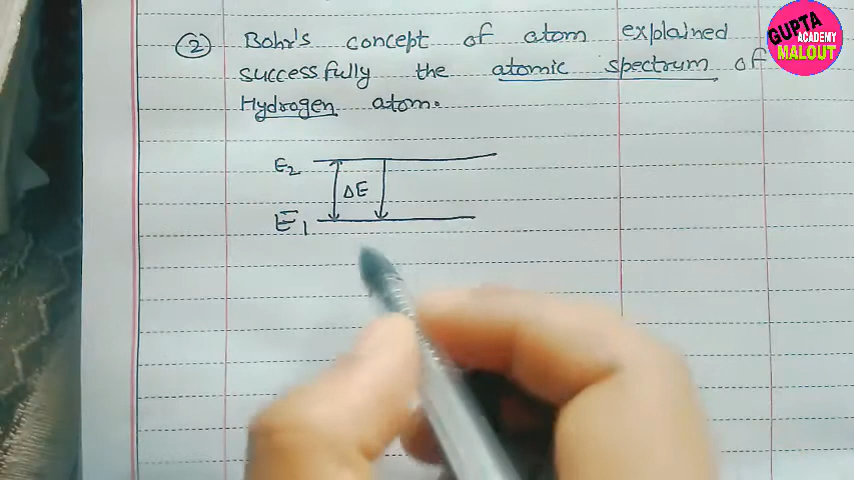 ② Bohr's concept of atom explained
successfully the atomic spectrum of
Hydrogen atom.
E₂
ΔE
E₁
GUPTA
ACADEMY
MALOUT